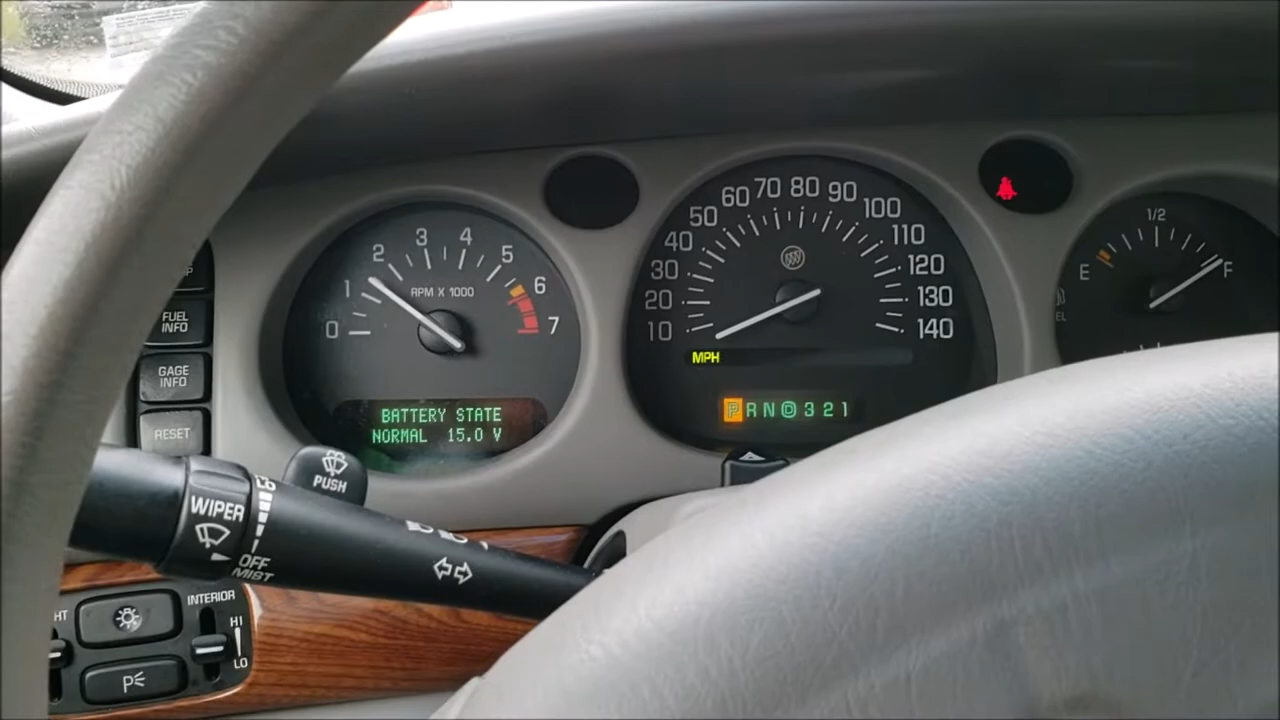 FUEL
INFO
GAGE
INFO
RESET
0 1 2 3 4 5 6 7
RPM X 1000
BATTERY STATE
NORMAL 15.0 V
10 20 30 40 50 60 70 80 90 100 110 120 130 140
MPH
P R N D 3 2 1
E 1/2 F
PUSH
WIPER
OFF
MIST
INTERIOR
HI
LO
P